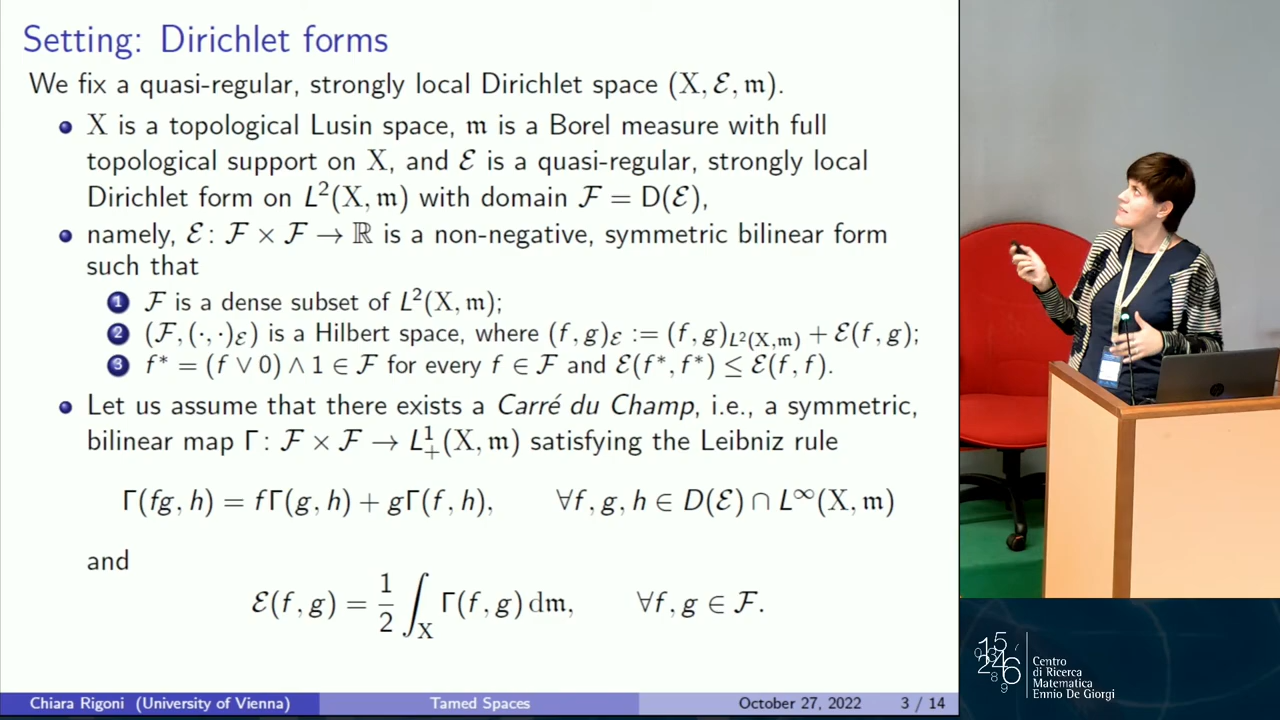 Setting: Dirichlet forms
We fix a quasi-regular, strongly local Dirichlet space (X, ℰ, 𝔪).
X is a topological Lusin space, 𝔪 is a Borel measure with full
topological support on X, and ℰ is a quasi-regular, strongly local
Dirichlet form on L²(X, 𝔪) with domain ℱ = D(ℰ),
namely, ℰ: ℱ × ℱ → ℝ is a non-negative, symmetric bilinear form
such that
1 ℱ is a dense subset of L²(X, 𝔪);
2 (ℱ, (·, ·)_ℰ) is a Hilbert space, where (f, g)_ℰ := (f, g)_{L²(X,𝔪)} + ℰ(f, g);
3 f* = (f ∨ 0) ∧ 1 ∈ ℱ for every f ∈ ℱ and ℰ(f*, f*) ≤ ℰ(f, f).
Let us assume that there exists a Carré du Champ, i.e., a symmetric,
bilinear map Γ: ℱ × ℱ → L¹₊(X, 𝔪) satisfying the Leibniz rule
Γ(fg, h) = fΓ(g, h) + gΓ(f, h), ∀f, g, h ∈ D(ℰ) ∩ L^∞(X, 𝔪)
and
ℰ(f, g) = 1/2 ∫_X Γ(f, g) d𝔪, ∀f, g ∈ ℱ.
Chiara Rigoni (University of Vienna) Tamed Spaces October 27, 2022 3 / 14
Centro
di Ricerca
Matematica
Ennio De Giorgi